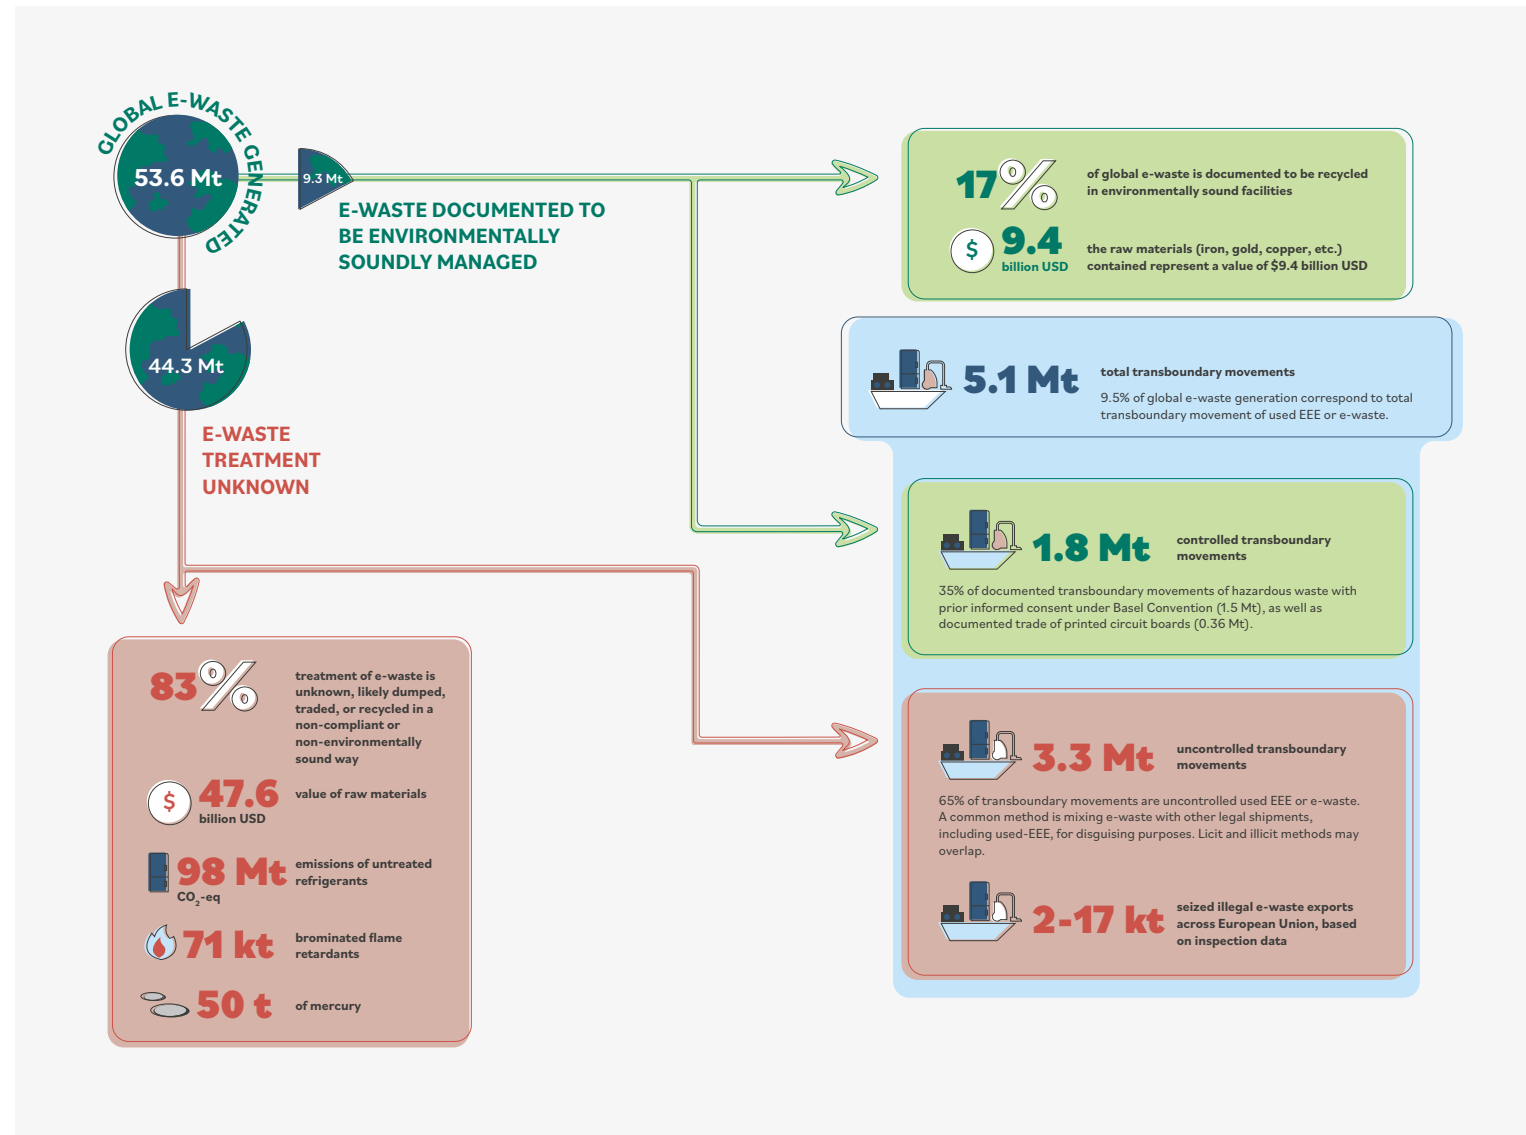 GLOBAL E-WASTE GENERATED
53.6 Mt
9.3 Mt
E-WASTE DOCUMENTED TO
BE ENVIRONMENTALLY
SOUNDLY MANAGED
44.3 Mt
E-WASTE
TREATMENT
UNKNOWN
83%
treatment of e-waste is
unknown, likely dumped,
traded, or recycled in a
non-compliant or
non-environmentally
sound way
$ 47.6
billion USD
value of raw materials
98 Mt
CO₂-eq
emissions of untreated
refrigerants
71 kt
brominated flame
retardants
50 t
of mercury
17%
of global e-waste is documented to be recycled
in environmentally sound facilities
$ 9.4
billion USD
the raw materials (iron, gold, copper, etc.)
contained represent a value of $9.4 billion USD
5.1 Mt
total transboundary movements
9.5% of global e-waste generation correspond to total
transboundary movement of used EEE or e-waste.
1.8 Mt
controlled transboundary
movements
35% of documented transboundary movements of hazardous waste with
prior informed consent under Basel Convention (1.5 Mt), as well as
documented trade of printed circuit boards (0.36 Mt).
3.3 Mt
uncontrolled transboundary
movements
65% of transboundary movements are uncontrolled used EEE or e-waste.
A common method is mixing e-waste with other legal shipments,
including used-EEE, for disguising purposes. Licit and illicit methods may
overlap.
2-17 kt
seized illegal e-waste exports
across European Union, based
on inspection data